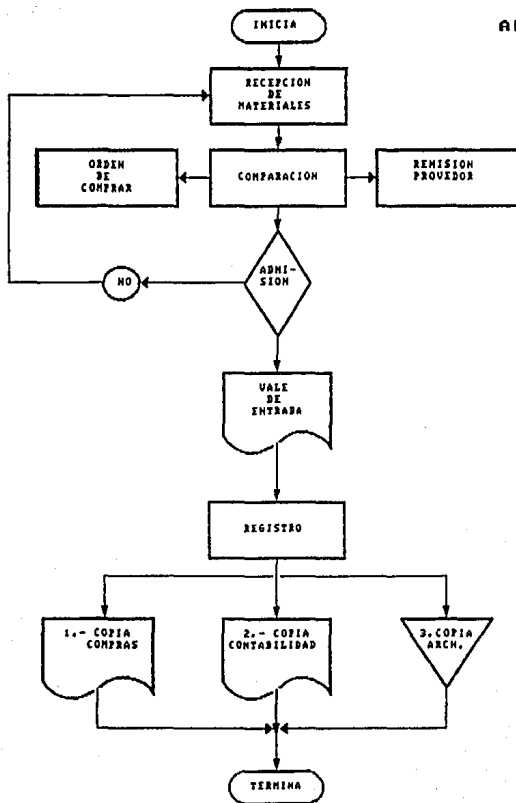 INICIA
RECEPCION
DE
MATERIALES
ORDEN
DE
COMPRAR
COMPARACION
REMISION
PROVEDOR
ADMI-
SION
NO
VALE
DE
ENTRADA
REGISTRO
1.- COPIA
COMPRAS
2.- COPIA
CONTABILIDAD
3. COPIA
ARCH.
TERMINA